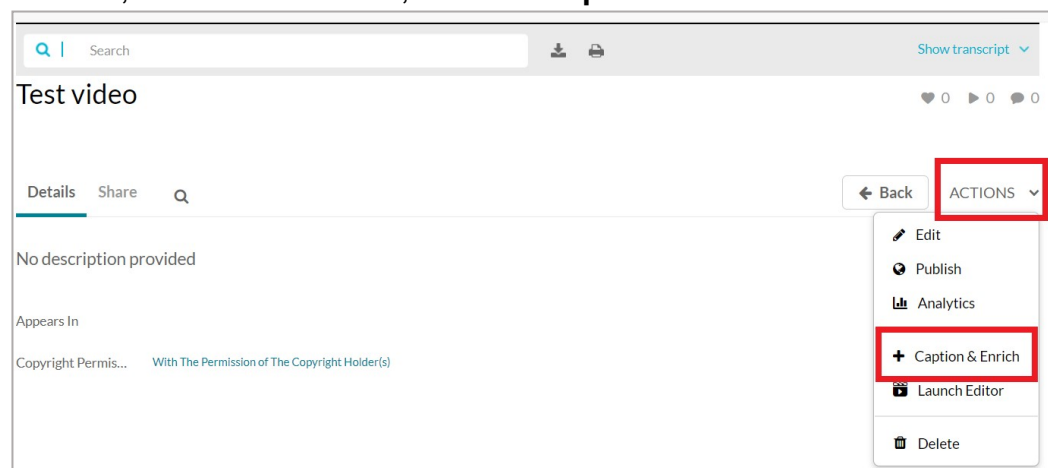 Search
Show transcript
Test video
0 0 0
Details Share
Back ACTIONS
Edit
No description provided
Publish
Analytics
Appears In
Caption & Enrich
Copyright Permis... With The Permission of The Copyright Holder(s)
Launch Editor
Delete